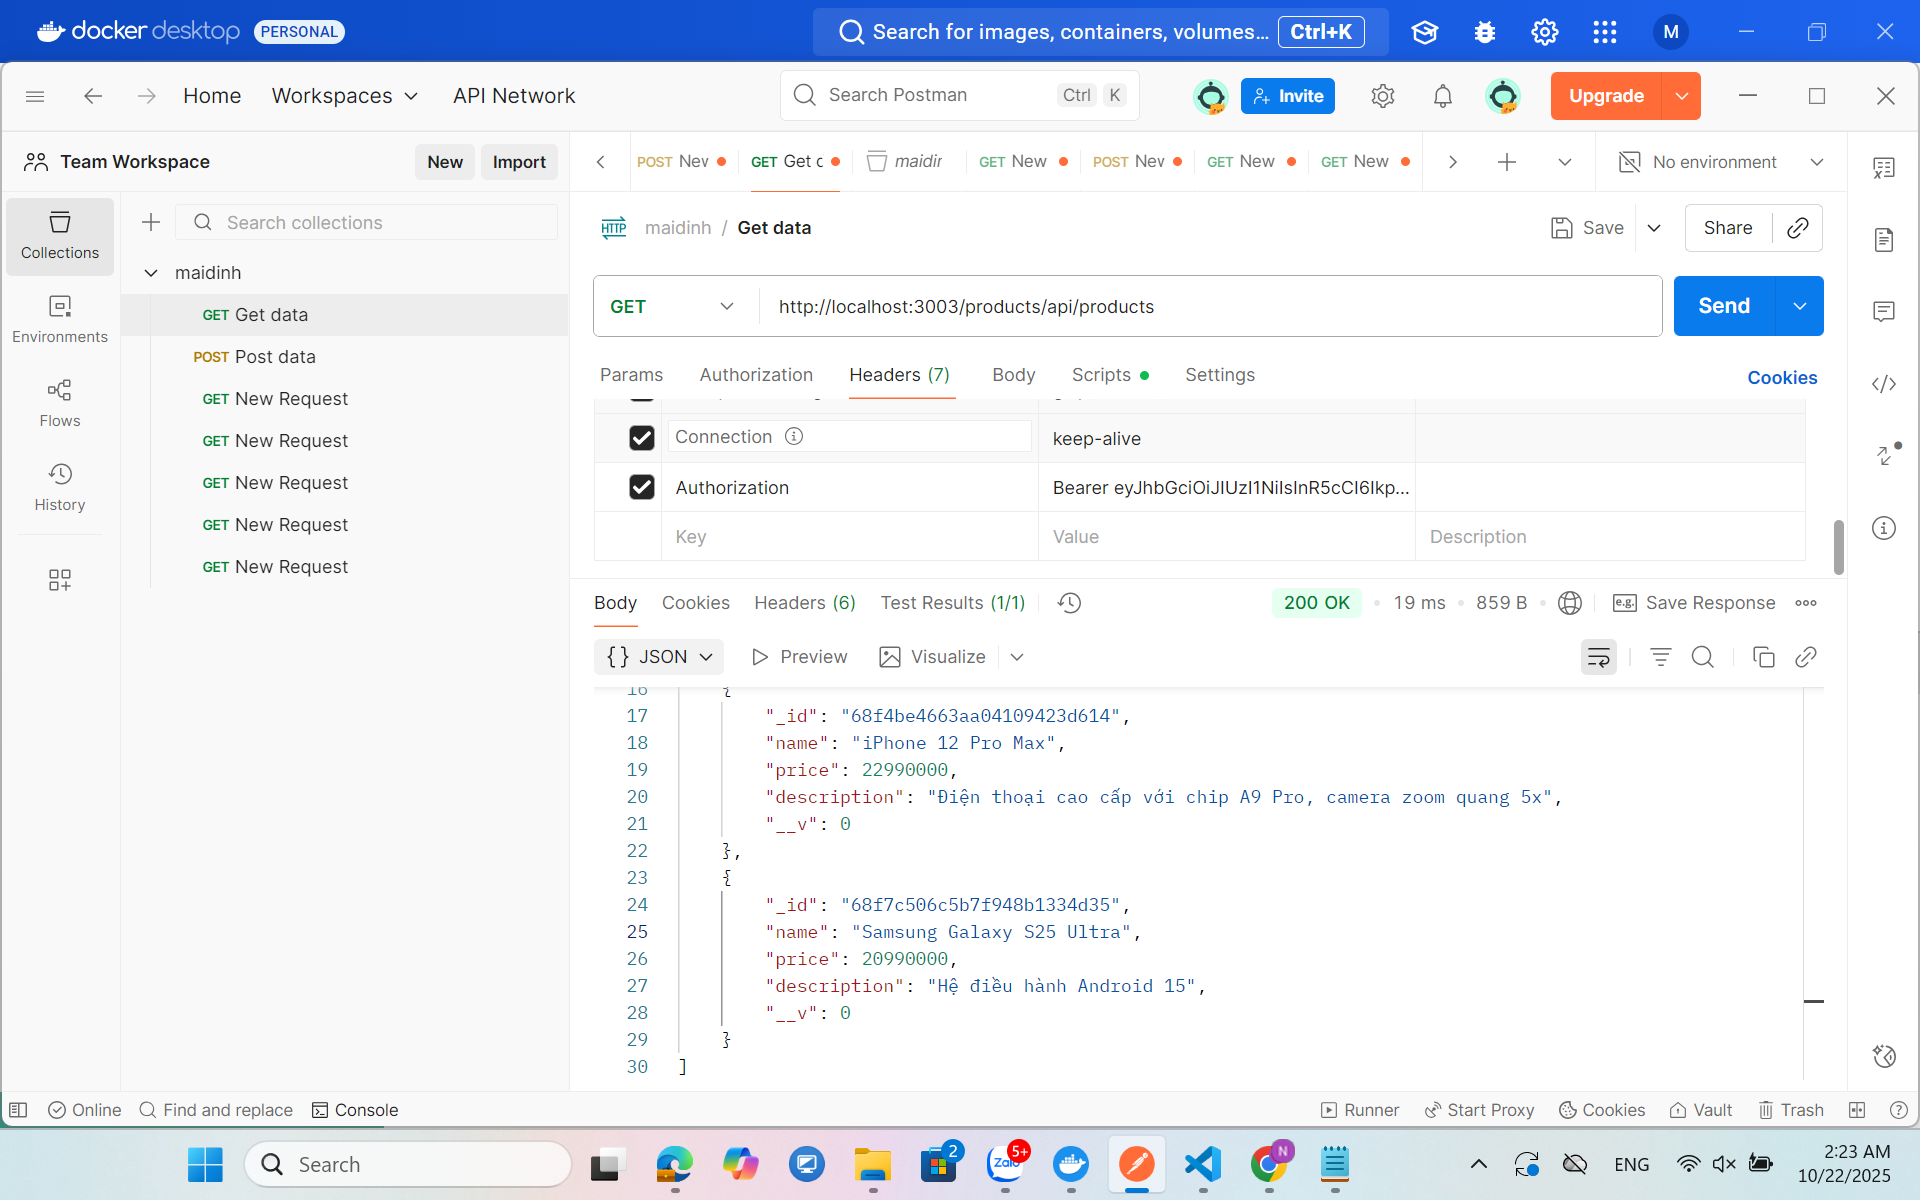 docker desktop PERSONAL
Search for images, containers, volumes... Ctrl+K
M
Home Workspaces API Network
Search Postman Ctrl K
Invite
Upgrade
Team Workspace New Import
POST Nev GET Get c maidir GET New POST Nev GET New GET New
No environment
Collections
Environments
Flows
History
Search collections
maidinh
GET Get data
POST Post data
GET New Request
GET New Request
GET New Request
GET New Request
GET New Request
HTTP maidinh / Get data
Save Share
GET http://localhost:3003/products/api/products
Send
Params Authorization Headers (7) Body Scripts Settings
Cookies
Connection keep-alive
Authorization Bearer eyJhbGciOiJIUzI1NiIsInR5cCI6Ikp...
Key Value Description
Body Cookies Headers (6) Test Results (1/1)
200 OK 19 ms 859 B e.g. Save Response
{} JSON Preview Visualize
16 {
17 "_id": "68f4be4663aa04109423d614",
18 "name": "iPhone 12 Pro Max",
19 "price": 22990000,
20 "description": "Điện thoại cao cấp với chip A9 Pro, camera zoom quang 5x",
21 "__v": 0
22 },
23 {
24 "_id": "68f7c506c5b7f948b1334d35",
25 "name": "Samsung Galaxy S25 Ultra",
26 "price": 20990000,
27 "description": "Hệ điều hành Android 15",
28 "__v": 0
29 }
30 ]
Online Find and replace Console
Runner Start Proxy Cookies Vault Trash
Search
2
Zalo 5+
N
ENG
2:23 AM
10/22/2025